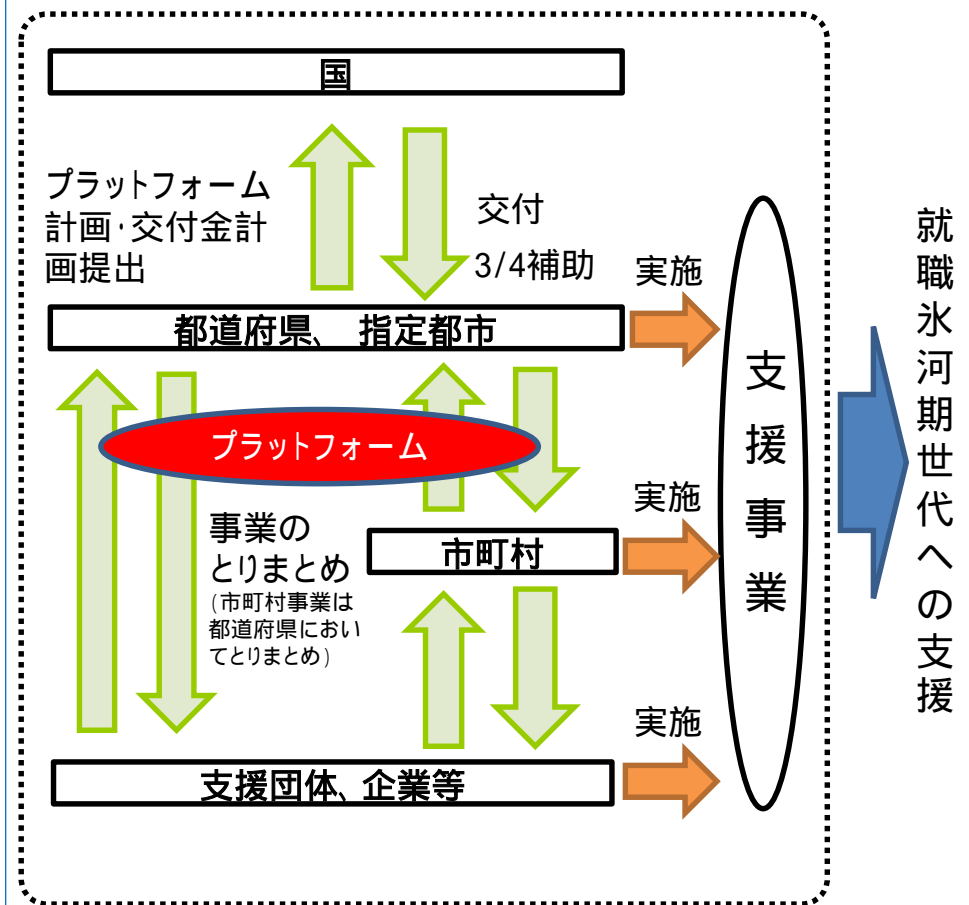 国
プラットフォーム
計画・交付金計
画提出
交付
3/4補助
実施
都道府県、 指定都市
プラットフォーム
実施
事業の
とりまとめ
(市町村事業は
都道府県におい
てとりまとめ)
市町村
実施
支援団体、企業等
支援事業
就職氷河期世代への支援